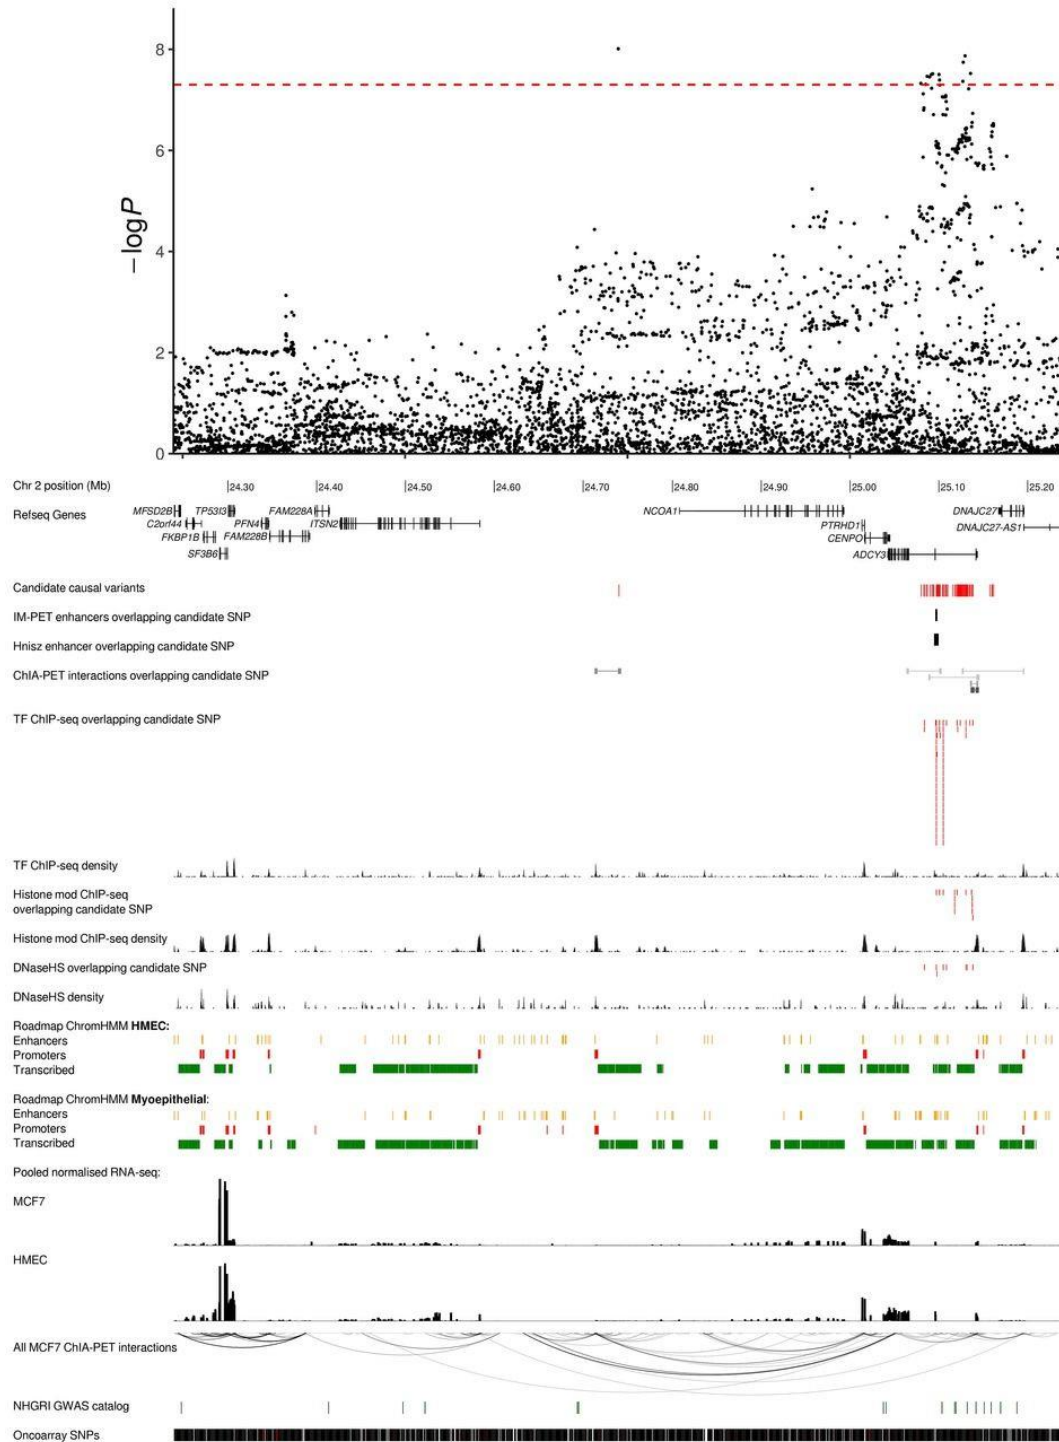 8
6
4
2
0
−logP
Chr 2 position (Mb) |24.30 |24.40 |24.50 |24.60 |24.70 |24.80 |24.90 |25.00 |25.10 |25.20
Refseq Genes
MFSD2B TP53I3 FAM228A NCOA1 DNAJC27
C2orf44 PFN4 ITSN2 PTRHD1 DNAJC27-AS1
FKBP1B FAM228B CENPO
SF3B6 ADCY3
Candidate causal variants
IM-PET enhancers overlapping candidate SNP
Hnisz enhancer overlapping candidate SNP
ChIA-PET interactions overlapping candidate SNP
TF ChIP-seq overlapping candidate SNP
TF ChIP-seq density
Histone mod ChIP-seq
overlapping candidate SNP
Histone mod ChIP-seq density
DNaseHS overlapping candidate SNP
DNaseHS density
Roadmap ChromHMM HMEC:
Enhancers
Promoters
Transcribed
Roadmap ChromHMM Myoepithelial:
Enhancers
Promoters
Transcribed
Pooled normalised RNA-seq:
MCF7
HMEC
All MCF7 ChIA-PET interactions
NHGRI GWAS catalog
Oncoarray SNPs